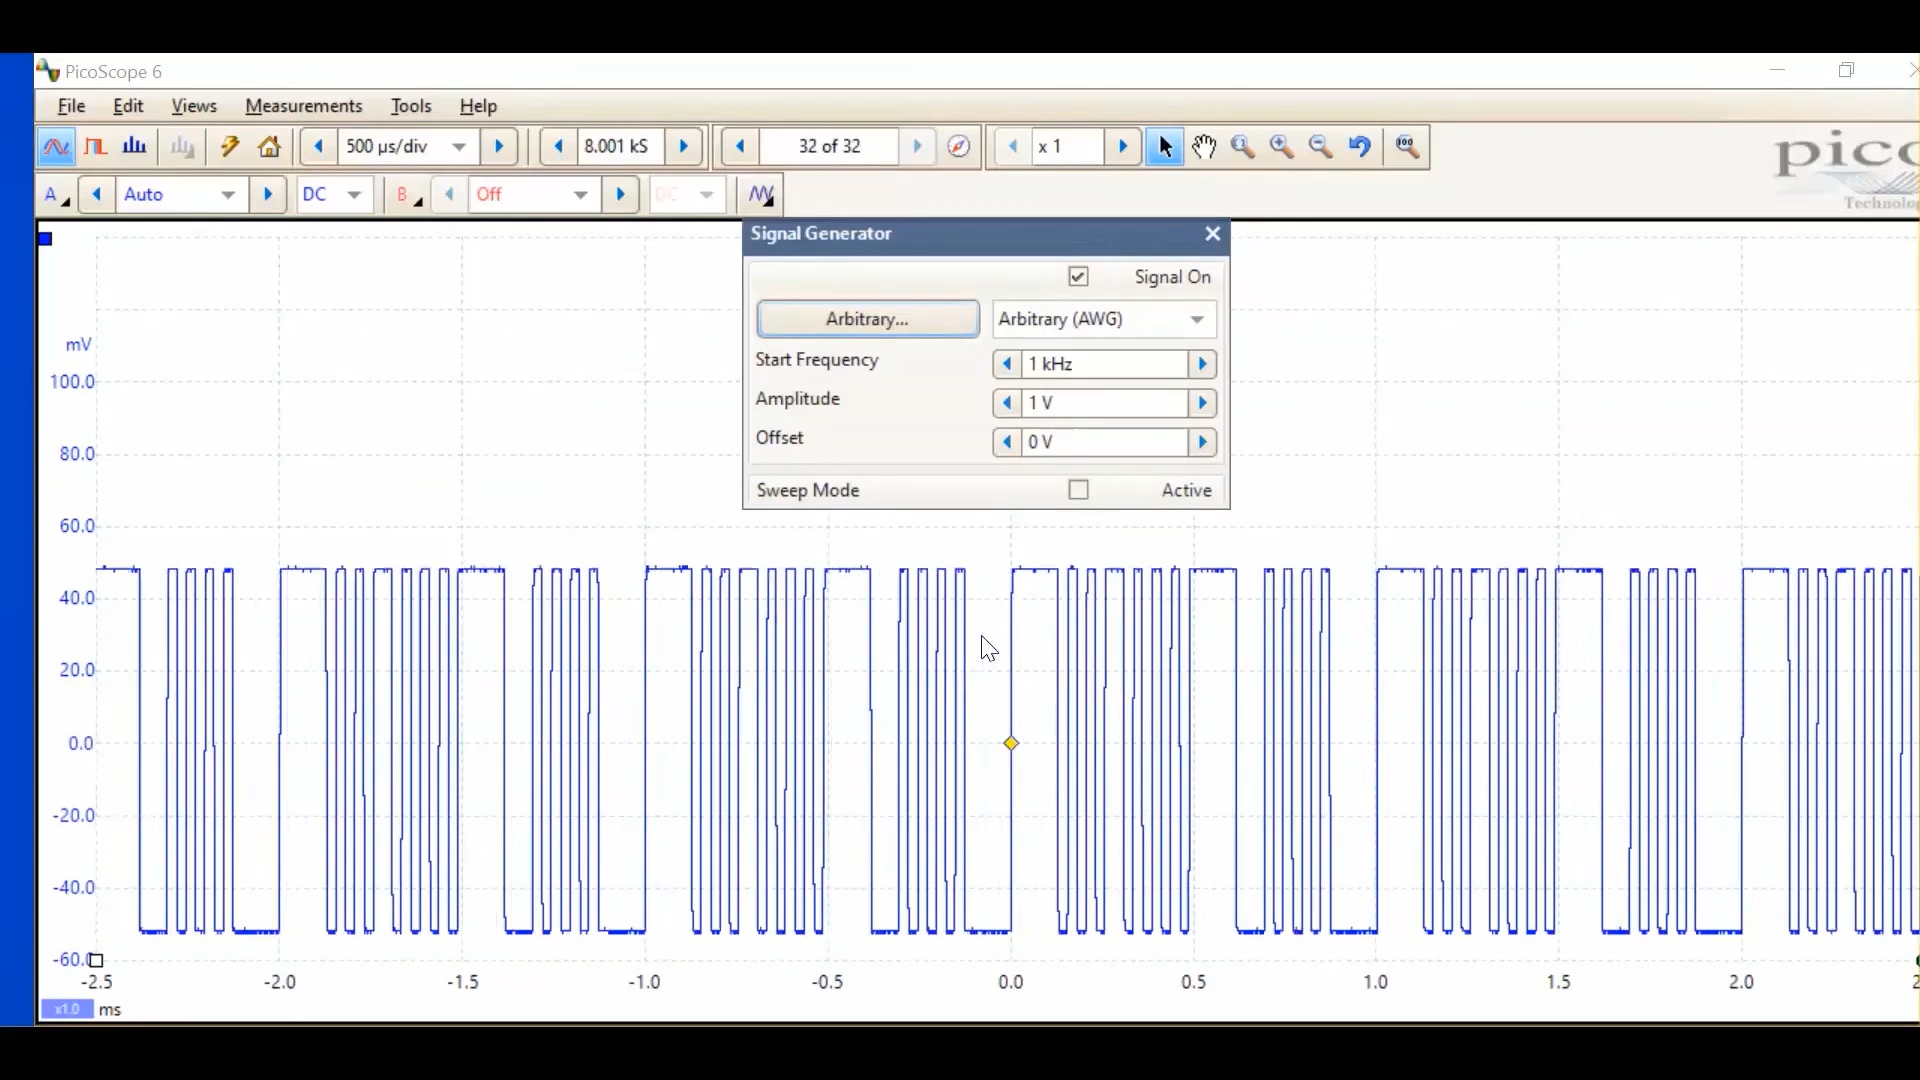 PicoScope 6
File Edit Views Measurements Tools Help
500 µs/div 8.001 kS 32 of 32 x 1
pico
A Auto DC B Off DC
Technolo
Signal Generator
Signal On
Arbitrary... Arbitrary (AWG)
Start Frequency 1 kHz
Amplitude 1 V
Offset 0 V
Sweep Mode Active
mV
100.0
80.0
60.0
40.0
20.0
0.0
-20.0
-40.0
-60.0
-2.5 -2.0 -1.5 -1.0 -0.5 0.0 0.5 1.0 1.5 2.0
x1.0 ms